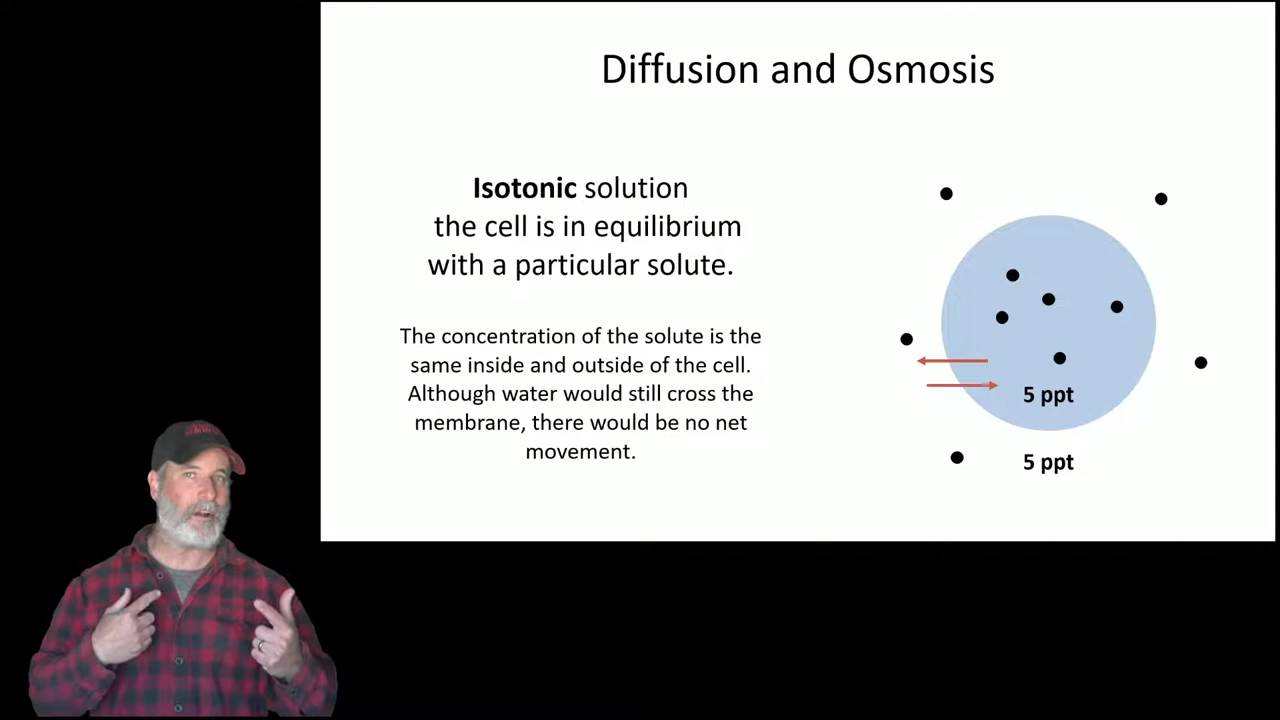 Diffusion and Osmosis
Isotonic solution
the cell is in equilibrium
with a particular solute.
The concentration of the solute is the
same inside and outside of the cell.
Although water would still cross the
membrane, there would be no net
movement.
5 ppt
5 ppt